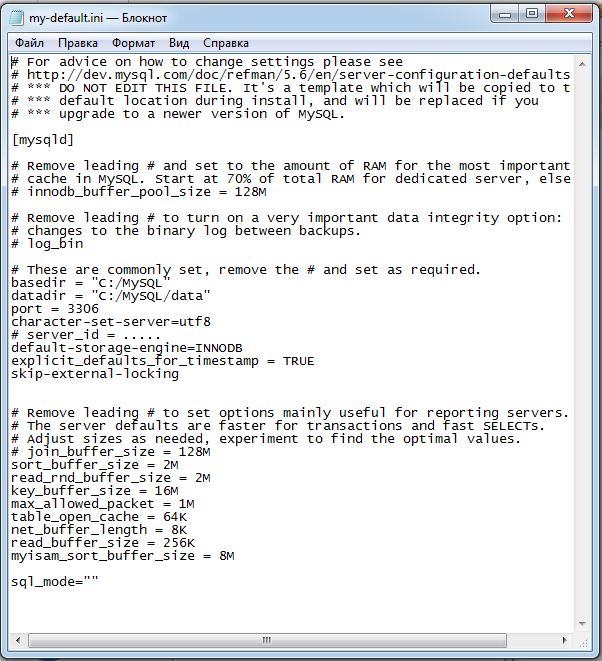 my-default.ini — Блокнот
Файл Правка Формат Вид Справка
# For advice on how to change settings please see
# http://dev.mysql.com/doc/refman/5.6/en/server-configuration-defaults
# *** DO NOT EDIT THIS FILE. It's a template which will be copied to t
# *** default location during install, and will be replaced if you
# *** upgrade to a newer version of MySQL.
[mysqld]
# Remove leading # and set to the amount of RAM for the most important
# cache in MySQL. Start at 70% of total RAM for dedicated server, else
# innodb_buffer_pool_size = 128M
# Remove leading # to turn on a very important data integrity option:
# changes to the binary log between backups.
# log_bin
# These are commonly set, remove the # and set as required.
basedir = "C:/MySQL"
datadir = "C:/MySQL/data"
port = 3306
character-set-server=utf8
# server_id = .....
default-storage-engine=INNODB
explicit_defaults_for_timestamp = TRUE
skip-external-locking
# Remove leading # to set options mainly useful for reporting servers.
# The server defaults are faster for transactions and fast SELECTs.
# Adjust sizes as needed, experiment to find the optimal values.
# join_buffer_size = 128M
sort_buffer_size = 2M
read_rnd_buffer_size = 2M
key_buffer_size = 16M
max_allowed_packet = 1M
table_open_cache = 64K
net_buffer_length = 8K
read_buffer_size = 256K
myisam_sort_buffer_size = 8M
sql_mode=""